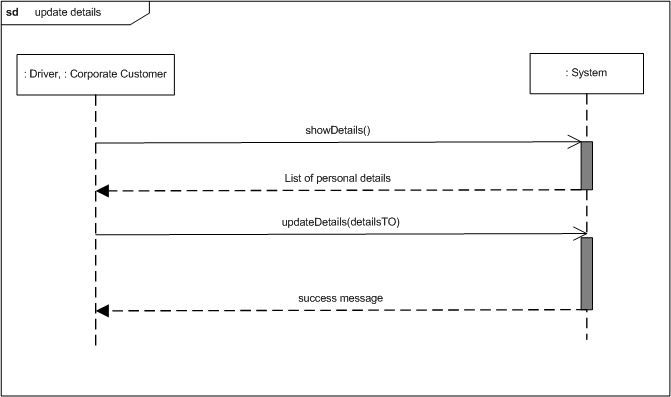 sd update details
: Driver, : Corporate Customer
: System
showDetails()
List of personal details
updateDetails(detailsTO)
success message